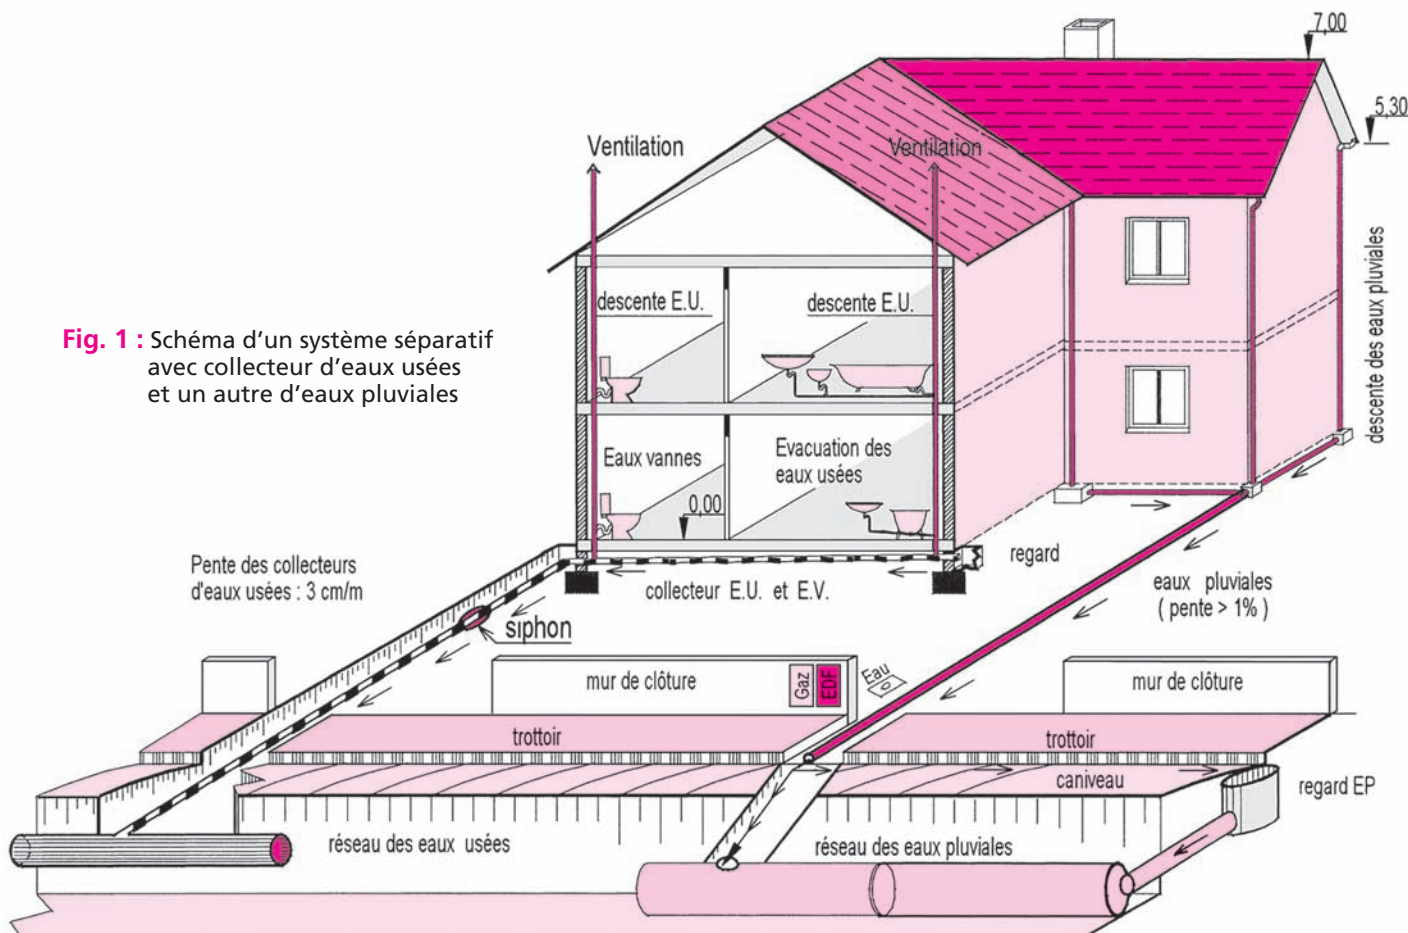 7,00
5,30
Ventilation
Ventilation
descente E.U.
descente E.U.
descente des eaux pluviales
Fig. 1 : Schéma d'un système séparatif
avec collecteur d'eaux usées
et un autre d'eaux pluviales
Eaux vannes
Evacuation des
eaux usées
0,00
regard
Pente des collecteurs
d'eaux usées : 3 cm/m
collecteur E.U. et E.V.
eaux pluviales
( pente > 1% )
siphon
mur de clôture
Gaz
EDF
Eau
mur de clôture
trottoir
trottoir
caniveau
regard EP
réseau des eaux usées
réseau des eaux pluviales